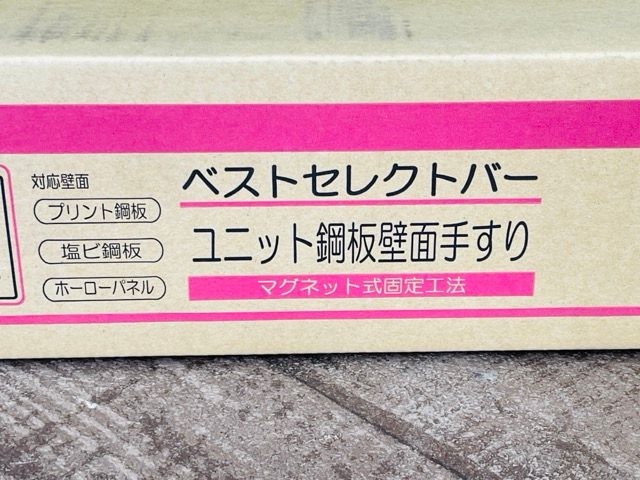 対応壁面
プリント鋼板
塩ビ鋼板
ホーローパネル
ベストセレクトバー
ユニット鋼板壁面手すり
マグネット式固定工法